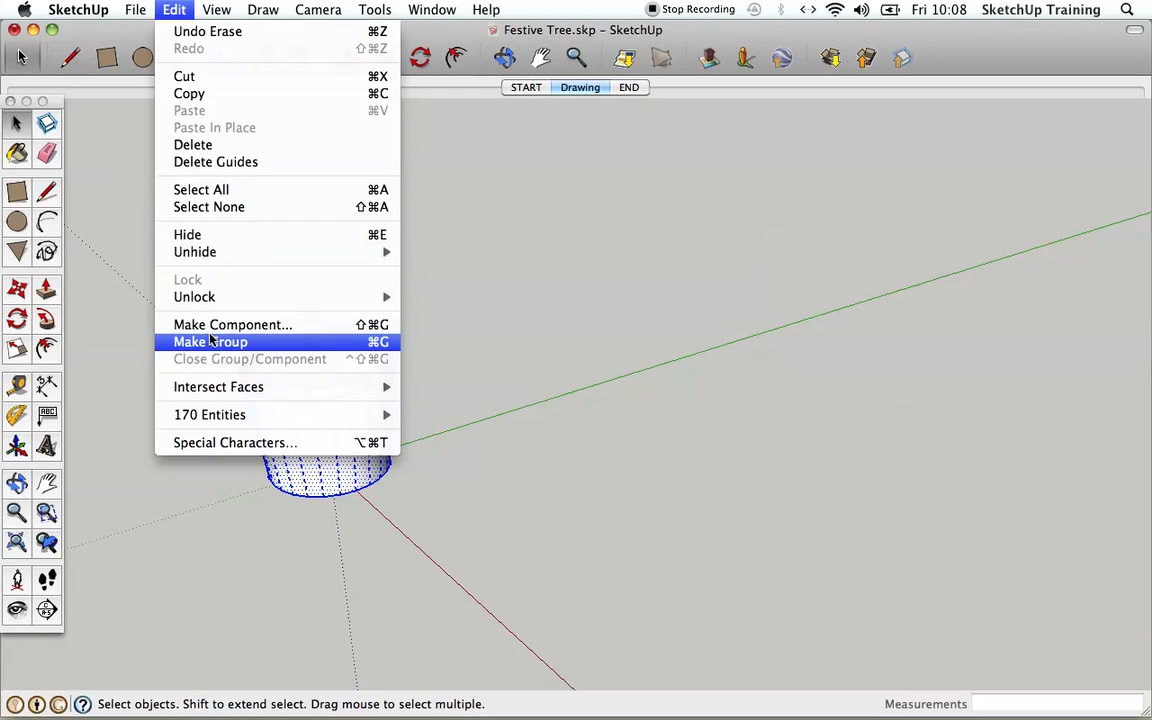 SketchUp File Edit View Draw Camera Tools Window Help Stop Recording Fri 10:08 SketchUp Training
Festive Tree.skp - SketchUp
START Drawing END
Undo Erase ⌘Z
Redo ⇧⌘Z
Cut ⌘X
Copy ⌘C
Paste ⌘V
Paste In Place
Delete
Delete Guides
Select All ⌘A
Select None ⇧⌘A
Hide ⌘E
Unhide
Lock
Unlock
Make Component... ⇧⌘G
Make Group ⌘G
Close Group/Component ^⇧⌘G
Intersect Faces
170 Entities
Special Characters... ⌥⌘T
ABC
Select objects. Shift to extend select. Drag mouse to select multiple. Measurements